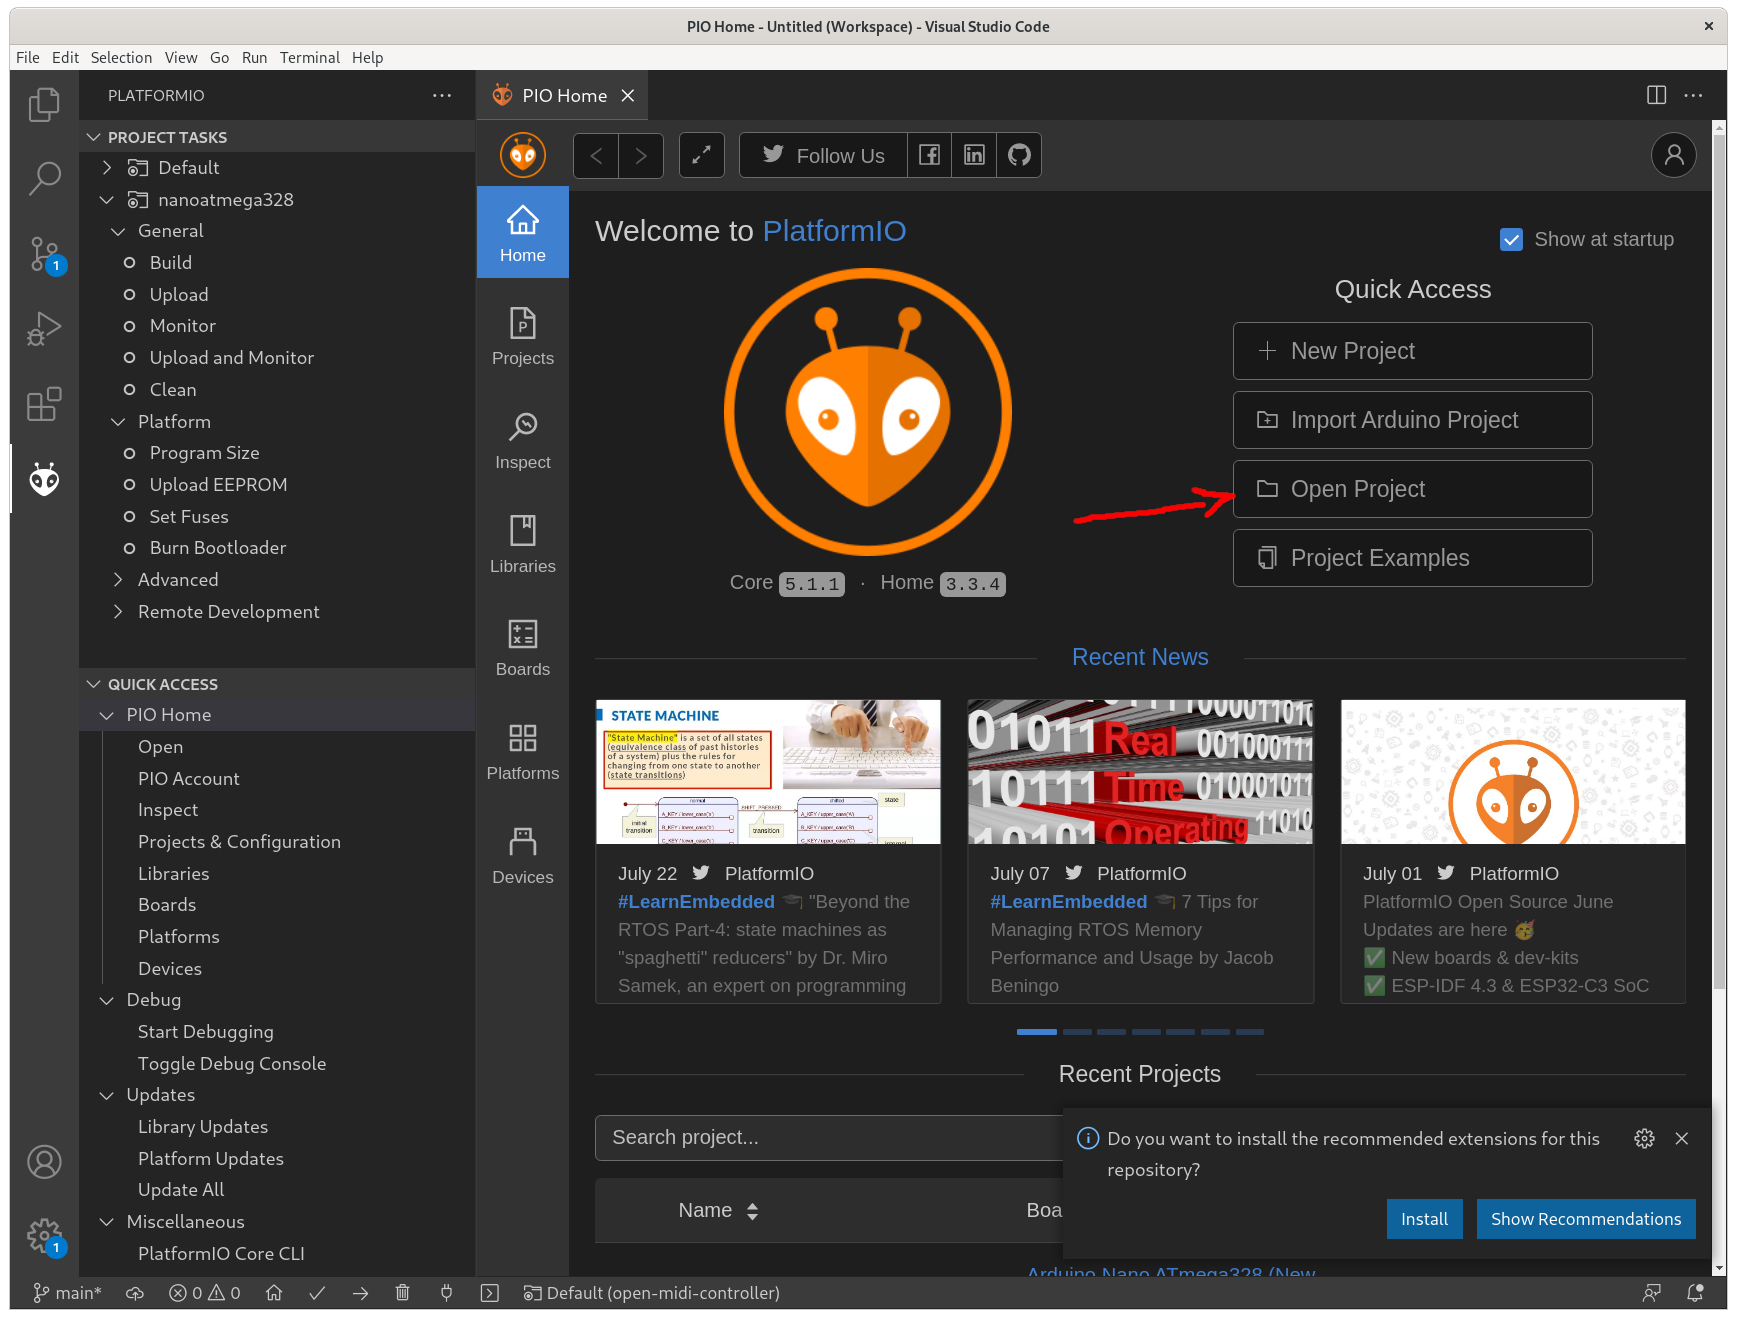 PIO Home - Untitled (Workspace) - Visual Studio Code
File Edit Selection View Go Run Terminal Help
PLATFORMIO
PROJECT TASKS
Default
nanoatmega328
General
Build
Upload
Monitor
Upload and Monitor
Clean
Platform
Program Size
Upload EEPROM
Set Fuses
Burn Bootloader
Advanced
Remote Development
QUICK ACCESS
PIO Home
Open
PIO Account
Inspect
Projects & Configuration
Libraries
Boards
Platforms
Devices
Debug
Start Debugging
Toggle Debug Console
Updates
Library Updates
Platform Updates
Update All
Miscellaneous
PlatformIO Core CLI
1
1
PIO Home
Follow Us
Home
Projects
Inspect
Libraries
Boards
Platforms
Devices
Welcome to PlatformIO
Show at startup
Core 5.1.1 · Home 3.3.4
Quick Access
New Project
Import Arduino Project
Open Project
Project Examples
Recent News
STATE MACHINE
"State Machine" is a set of all states
(equivalence class of past histories
of a system) plus the rules for
changing from one state to another
(state transitions)
normal
shifted
state
SHIFT_PRESSED
initial
transition
transition
July 22 PlatformIO
#LearnEmbedded 🎓 "Beyond the
RTOS Part-4: state machines as
"spaghetti" reducers" by Dr. Miro
Samek, an expert on programming
01011 Real 001000111
10111 Time 010001011
10101 Operating 11010
July 07 PlatformIO
#LearnEmbedded 🎓 7 Tips for
Managing RTOS Memory
Performance and Usage by Jacob
Beningo
July 01 PlatformIO
PlatformIO Open Source June
Updates are here 🥳
✅ New boards & dev-kits
✅ ESP-IDF 4.3 & ESP32-C3 SoC
Recent Projects
Search project...
Name
Boa
Arduino Nano ATmega328 (New
Do you want to install the recommended extensions for this
repository?
Install
Show Recommendations
main* 0 0 Default (open-midi-controller)